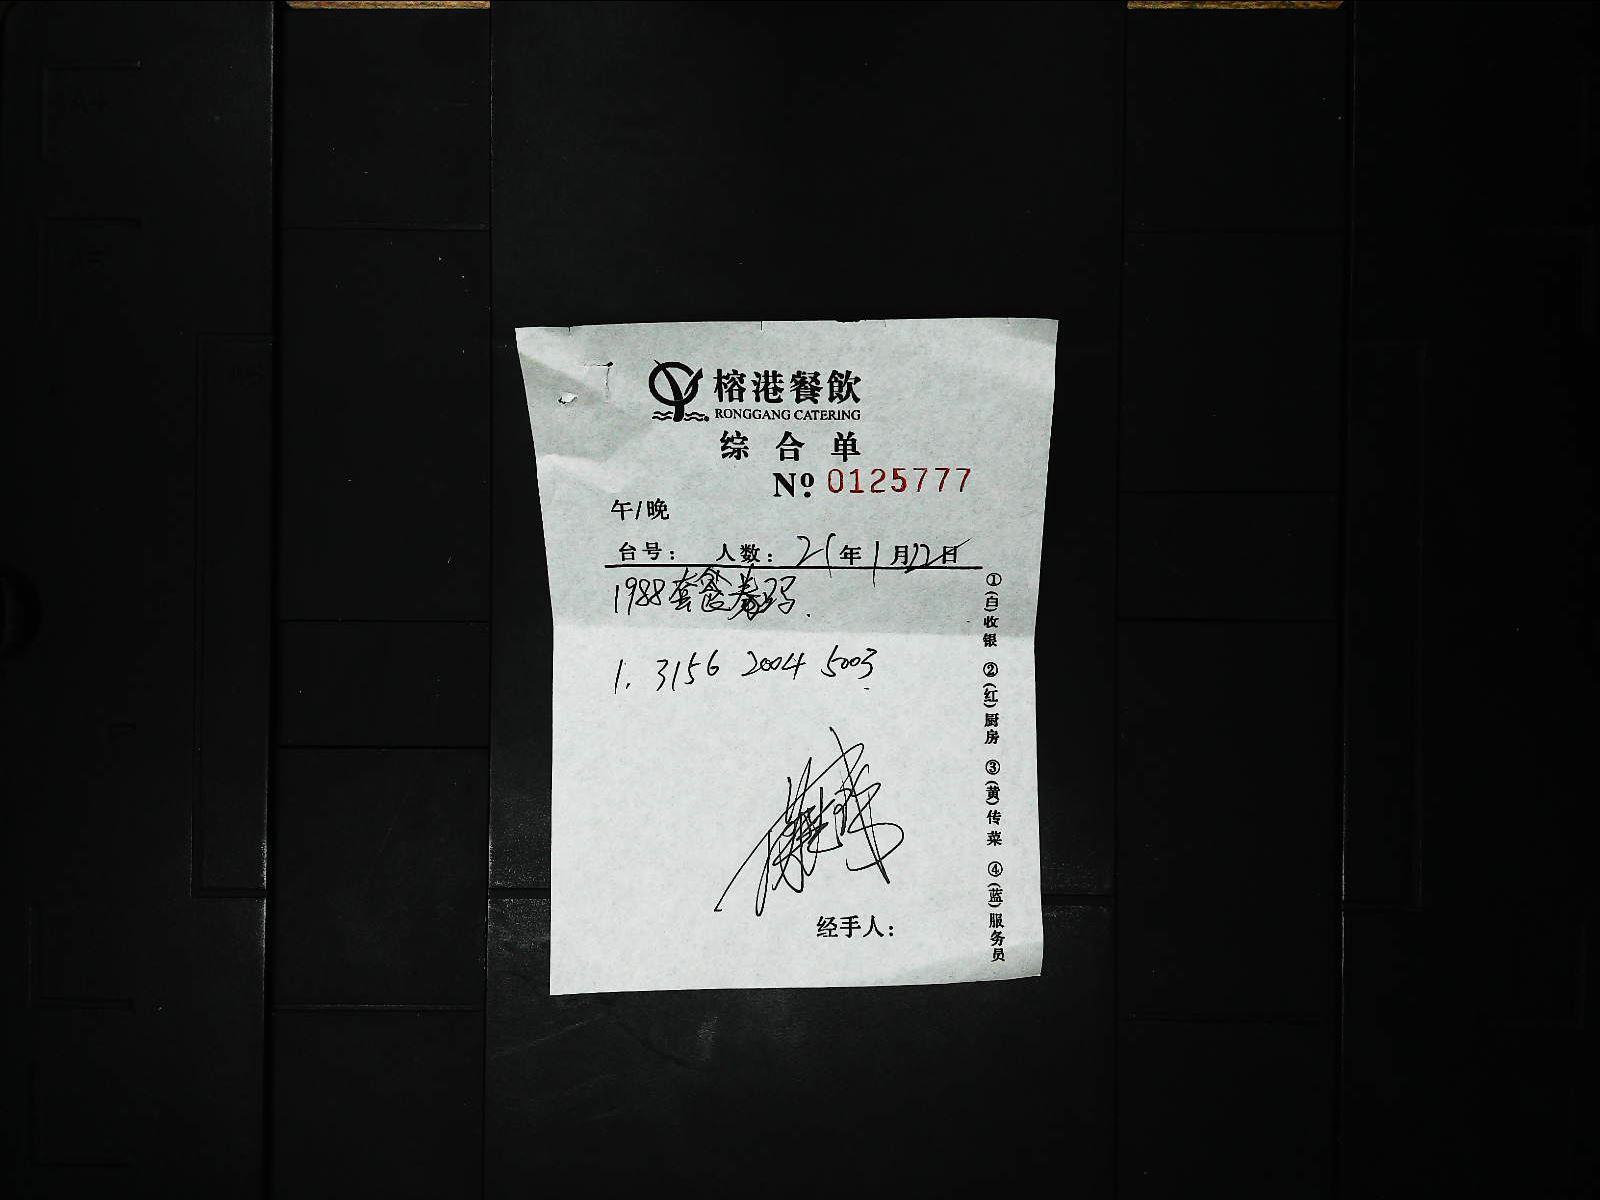 榕港餐飲
RONGGANG CATERING
综合单
No 0125777
午/晚
台号: 人数: 21年1月22日
1988套餐券码.
1. 3156 2004 5003
经手人:
①(白)收银 ②(红)厨房 ③(黄)传菜 ④(蓝)服务员